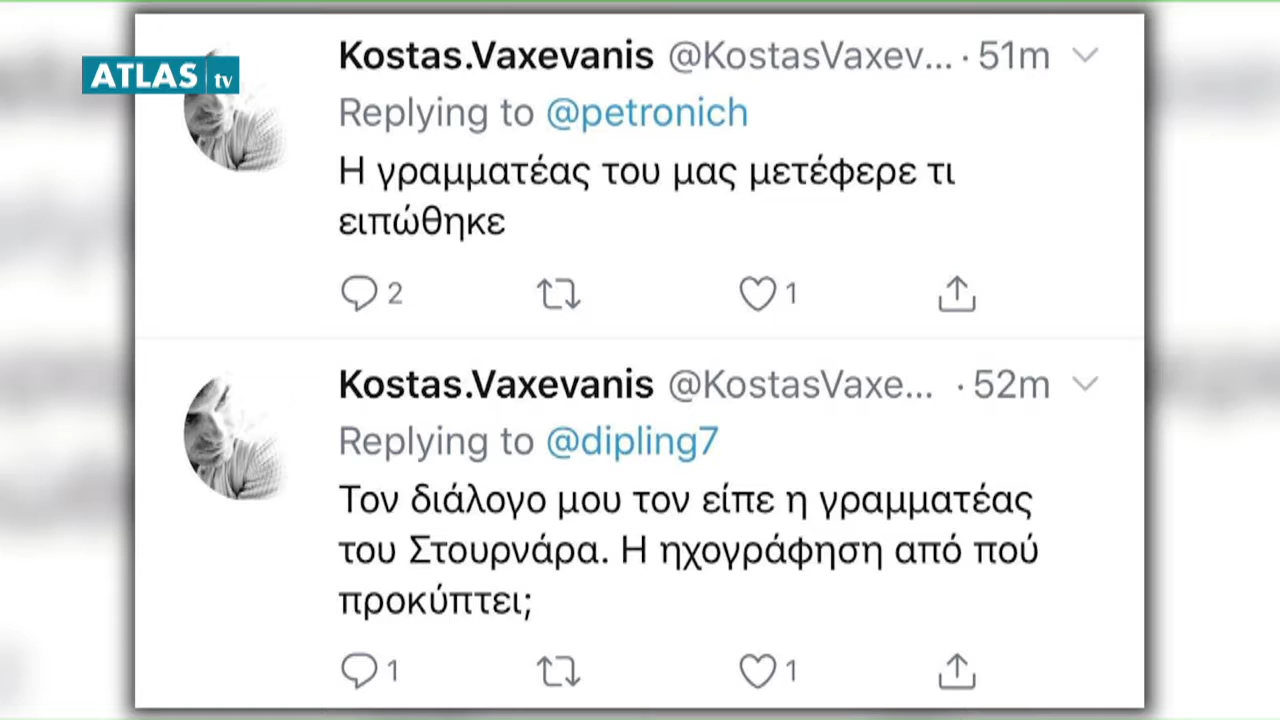 ATLAS tv
Kostas.Vaxevanis @KostasVaxev... · 51m
Replying to @petronich
Η γραμματέας του μας μετέφερε τι
ειπώθηκε
2 1
Kostas.Vaxevanis @KostasVaxe... · 52m
Replying to @dipling7
Τον διάλογο μου τον είπε η γραμματέας
του Στουρνάρα. Η ηχογράφηση από πού
προκύπτει;
1 1